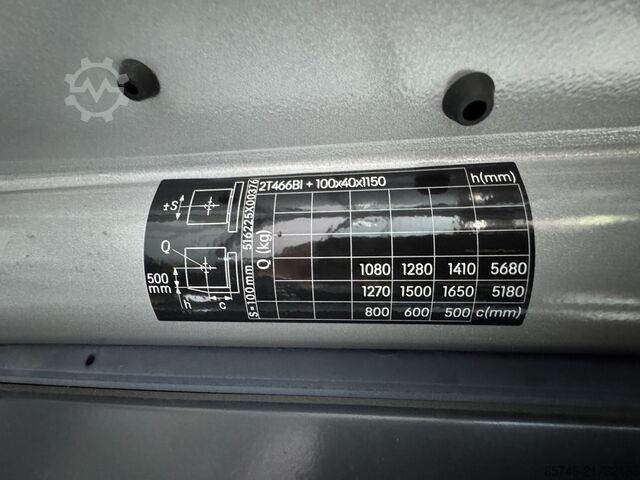 2T466BI + 100x40x1150 h(mm)
+S
516225X00376
S = 100mm
Q (kg)
Q
500
mm
h
c
1080 1280 1410 5680
1270 1500 1650 5180
800 600 500 c(mm)